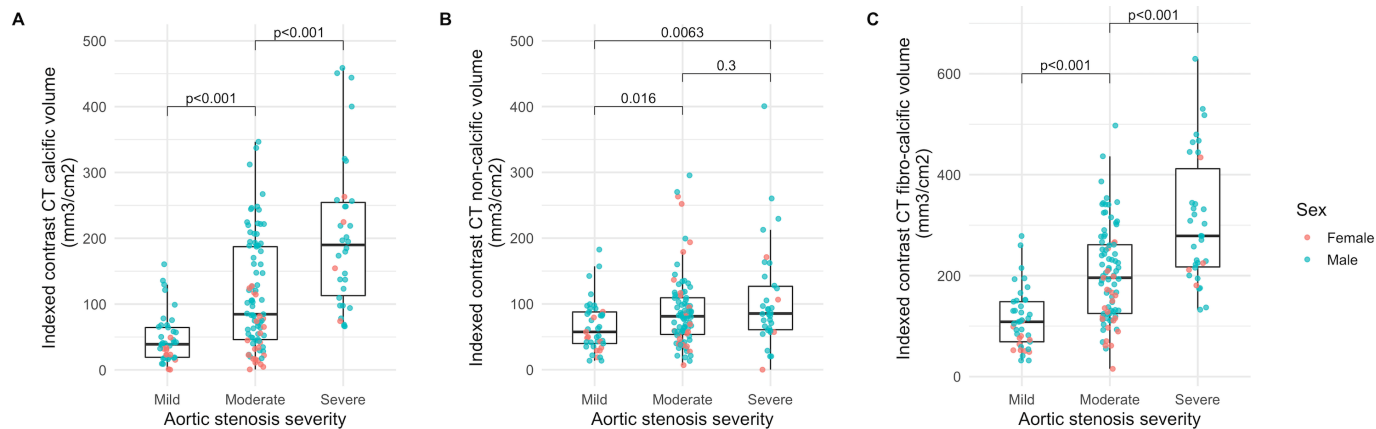 A
Indexed contrast CT calcific volume
(mm3/cm2)
500
400
300
200
100
0
p<0.001
p<0.001
Mild Moderate Severe
Aortic stenosis severity
B
Indexed contrast CT non-calcific volume
(mm3/cm2)
500
400
300
200
100
0
0.0063
0.3
0.016
Mild Moderate Severe
Aortic stenosis severity
C
Indexed contrast CT fibro-calcific volume
(mm3/cm2)
600
400
200
0
p<0.001
p<0.001
Mild Moderate Severe
Aortic stenosis severity
Sex
Female
Male